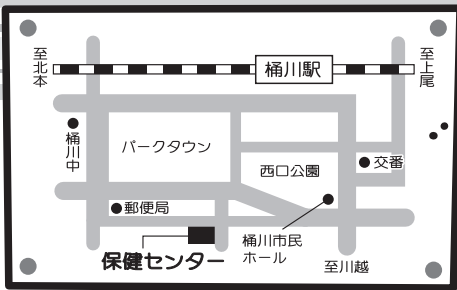 至北本
桶川駅
至上尾
桶川中
パークタウン
西口公園
交番
郵便局
桶川市民
ホール
保健センター
至川越